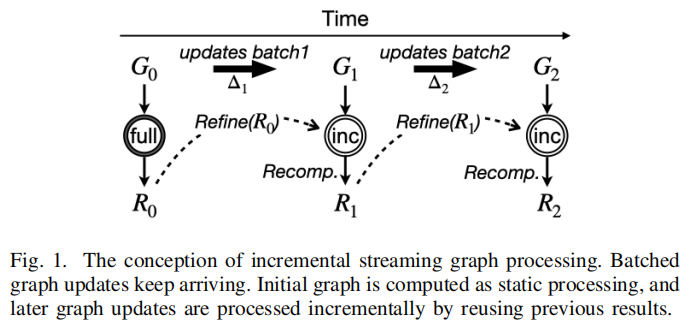 Time
updates batch1 updates batch2
G₀ G₁ G₂
Δ₁ Δ₂
full Refine(R₀) inc Refine(R₁) inc
Recomp. Recomp.
R₀ R₁ R₂
Fig. 1. The conception of incremental streaming graph processing. Batched
graph updates keep arriving. Initial graph is computed as static processing, and
later graph updates are processed incrementally by reusing previous results.